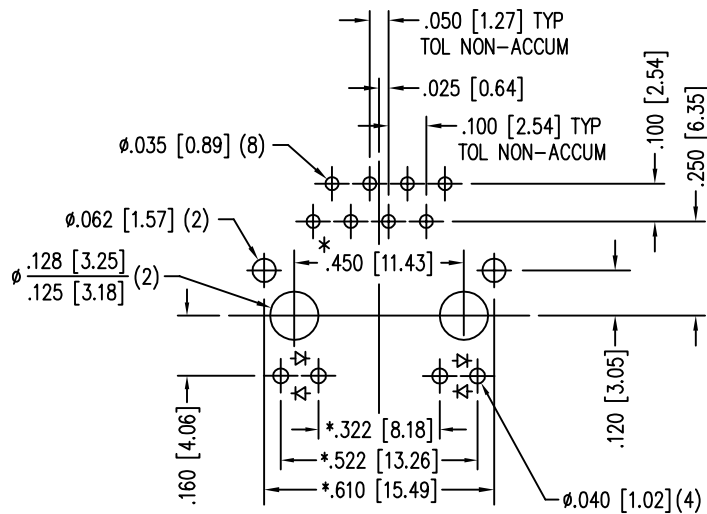 .050 [1.27] TYP
TOL NON-ACCUM
.025 [0.64]
.100 [2.54] TYP
TOL NON-ACCUM
.100 [2.54]
.250 [6.35]
ø.035 [0.89] (8)
ø.062 [1.57] (2)
*
ø .128 [3.25]
.125 [3.18] (2)
.450 [11.43]
.120 [3.05]
.160 [4.06]
*.322 [8.18]
*.522 [13.26]
*.610 [15.49]
ø.040 [1.02] (4)